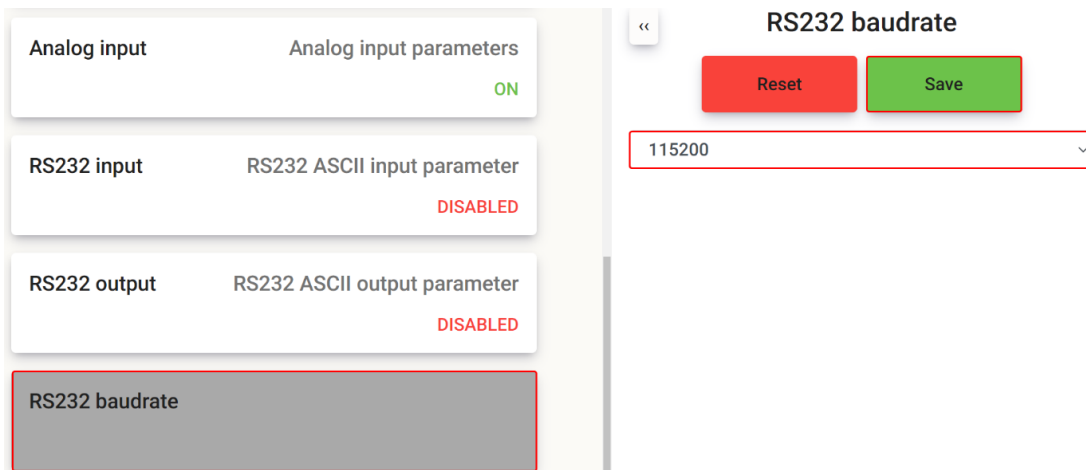 Analog input
Analog input parameters
ON
RS232 input
RS232 ASCII input parameter
DISABLED
RS232 output
RS232 ASCII output parameter
DISABLED
RS232 baudrate
‹‹
RS232 baudrate
Reset
Save
115200